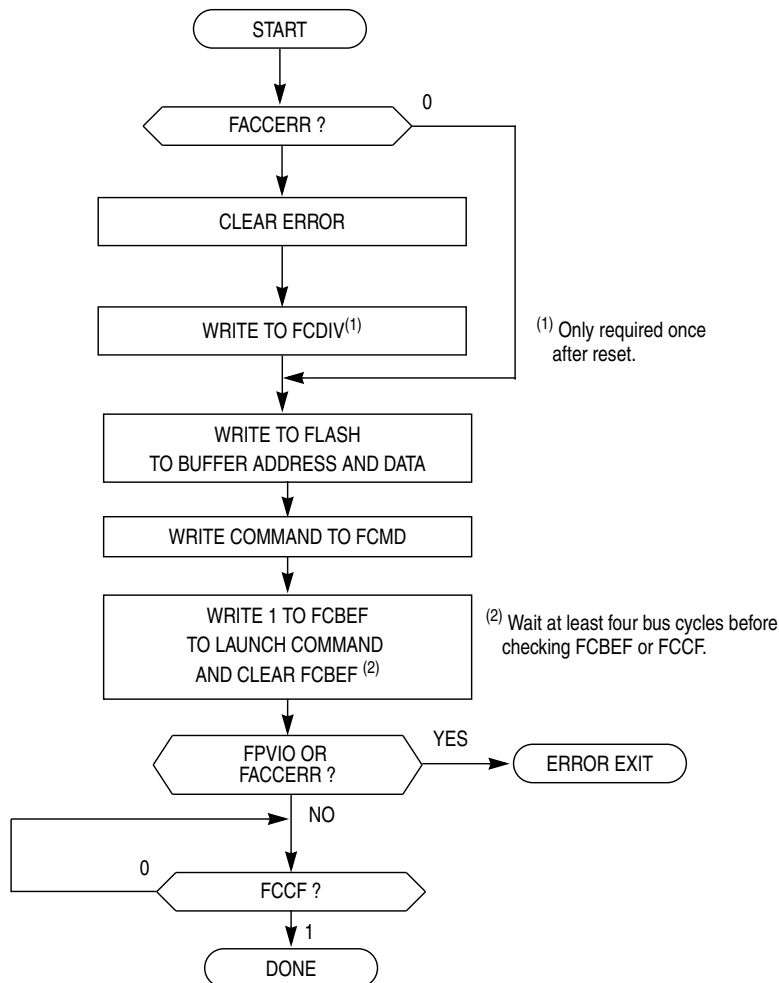 START
0
FACCERR ?
CLEAR ERROR
WRITE TO FCDIV(1)
(1) Only required once
after reset.
WRITE TO FLASH
TO BUFFER ADDRESS AND DATA
WRITE COMMAND TO FCMD
WRITE 1 TO FCBEF
TO LAUNCH COMMAND
AND CLEAR FCBEF (2)
(2) Wait at least four bus cycles before
checking FCBEF or FCCF.
FPVIO OR
FACCERR ?
YES
ERROR EXIT
NO
0
FCCF ?
1
DONE